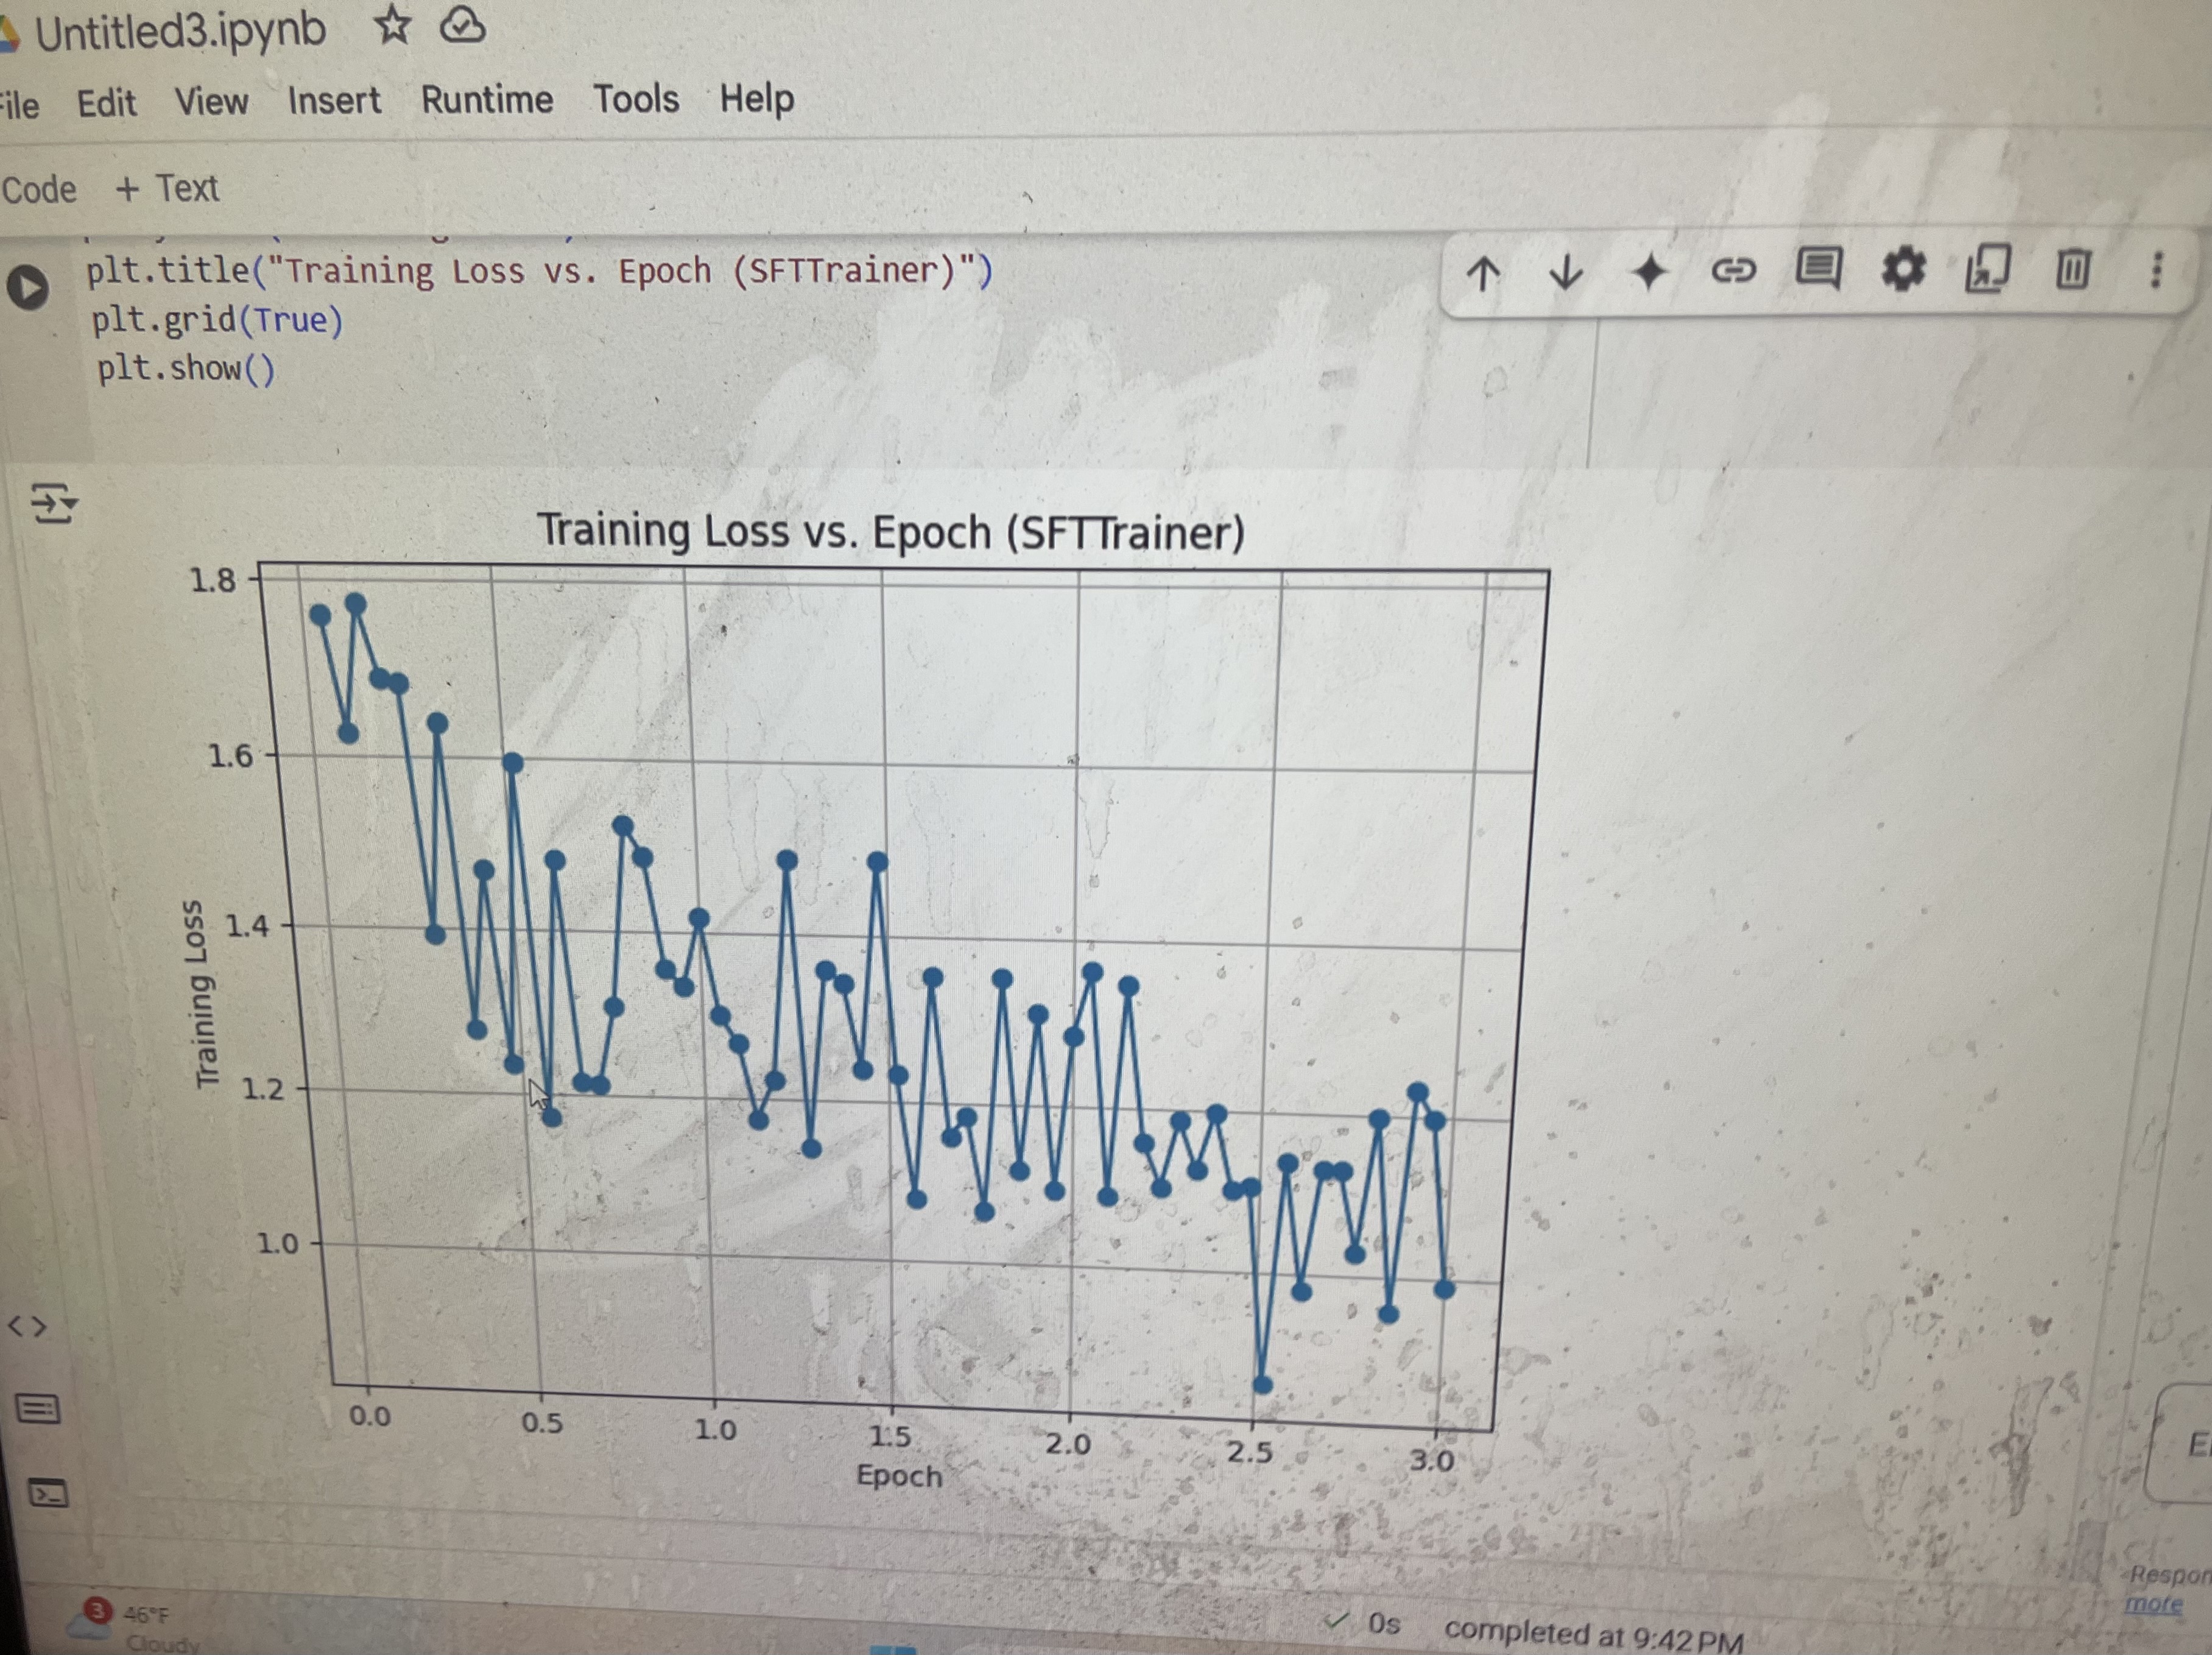 Untitled3.ipynb
File Edit View Insert Runtime Tools Help
Code + Text
plt.title("Training Loss vs. Epoch (SFTTrainer)")
plt.grid(True)
plt.show()
Training Loss vs. Epoch (SFTTrainer)
1.8
1.6
1.4
1.2
1.0
Training Loss
0.0 0.5 1.0 1.5 2.0 2.5 3.0
Epoch
3
46°F
Cloudy
0s completed at 9:42 PM
Respon
more